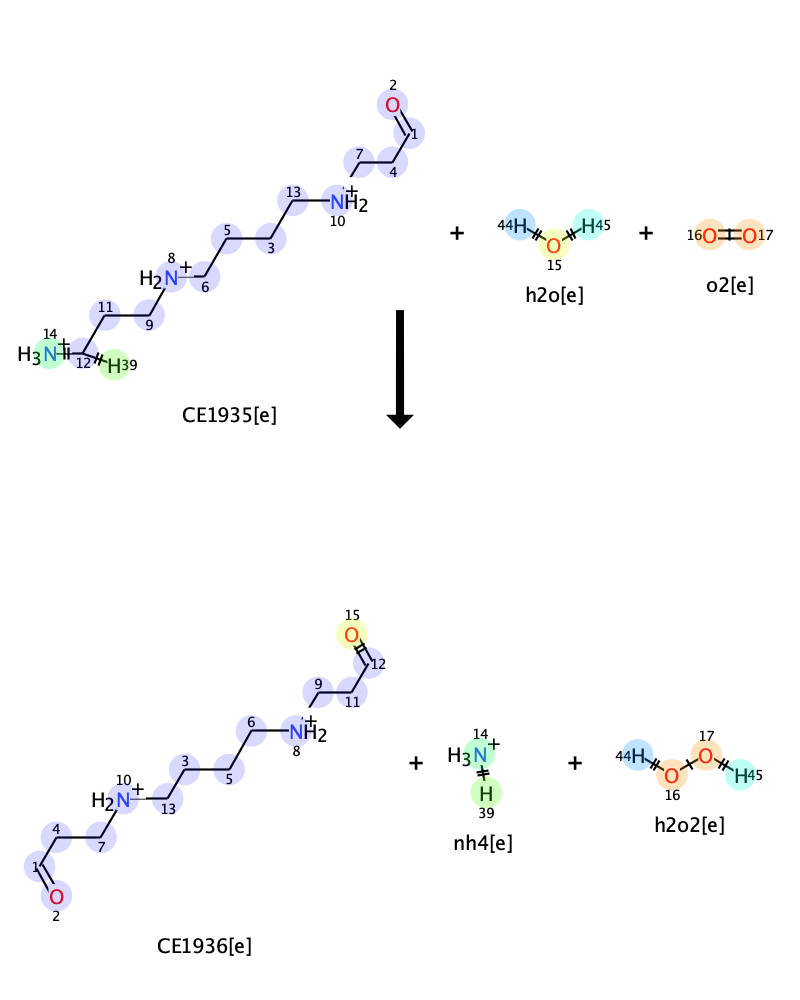 2
O
1
7
4
13
NH2
+
10
5
3
8
H2N
+
6
11
9
14
H3N
+
12
H39
CE1935[e]
+
44H
H45
O
15
h2o[e]
+
16O
O17
o2[e]
15
O
12
9
11
6
NH2
+
8
3
5
10
H2N
+
13
4
7
1
O
2
CE1936[e]
+
14
H3N
+
H
39
nh4[e]
+
17
44H
O
O
H45
16
h2o2[e]